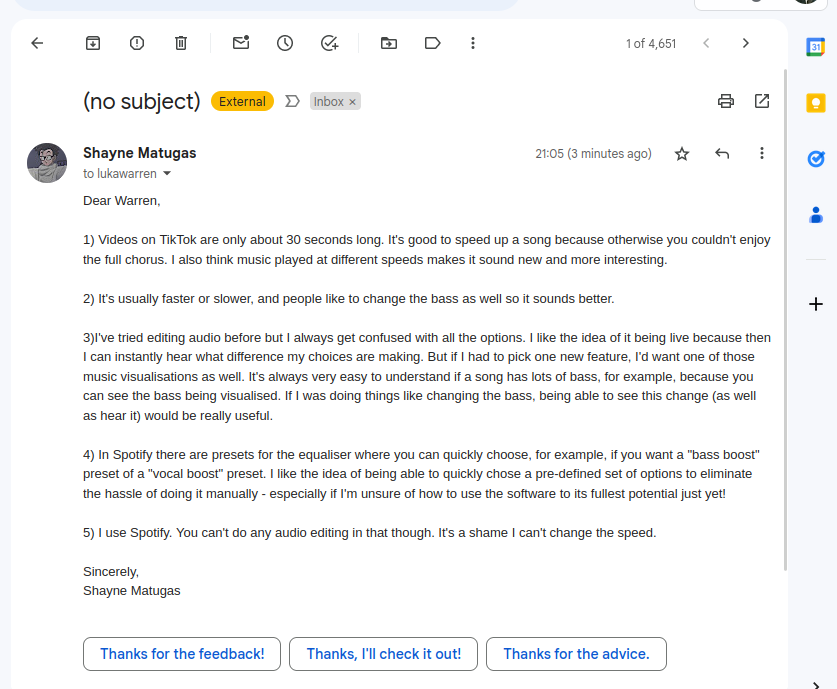 1 of 4,651
31
(no subject)
External
Inbox ×
Shayne Matugas
21:05 (3 minutes ago)
to lukawarren
Dear Warren,
1) Videos on TikTok are only about 30 seconds long. It's good to speed up a song because otherwise you couldn't enjoy
the full chorus. I also think music played at different speeds makes it sound new and more interesting.
2) It's usually faster or slower, and people like to change the bass as well so it sounds better.
3)I've tried editing audio before but I always get confused with all the options. I like the idea of it being live because then
I can instantly hear what difference my choices are making. But if I had to pick one new feature, I'd want one of those
music visualisations as well. It's always very easy to understand if a song has lots of bass, for example, because you
can see the bass being visualised. If I was doing things like changing the bass, being able to see this change (as well
as hear it) would be really useful.
4) In Spotify there are presets for the equaliser where you can quickly choose, for example, if you want a "bass boost"
preset of a "vocal boost" preset. I like the idea of being able to quickly chose a pre-defined set of options to eliminate
the hassle of doing it manually - especially if I'm unsure of how to use the software to its fullest potential just yet!
5) I use Spotify. You can't do any audio editing in that though. It's a shame I can't change the speed.
Sincerely,
Shayne Matugas
Thanks for the feedback!
Thanks, I'll check it out!
Thanks for the advice.